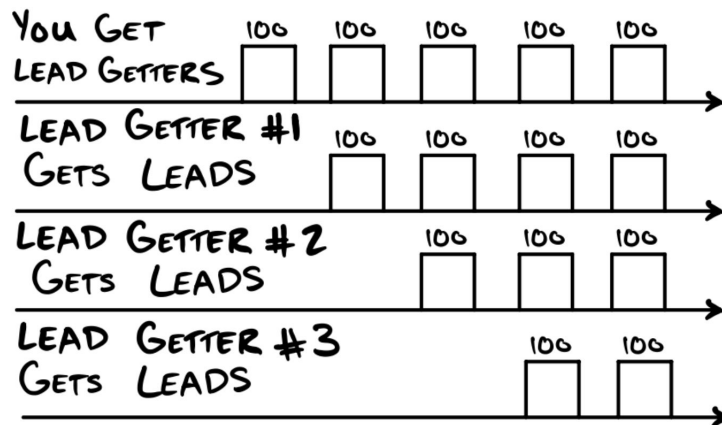 You GET
100 100 100 100 100
LEAD GETTERS
LEAD GETTER #1
100 100 100 100
GETS LEADS
LEAD GETTER #2
100 100 100
GETS LEADS
LEAD GETTER #3
100 100
GETS LEADS